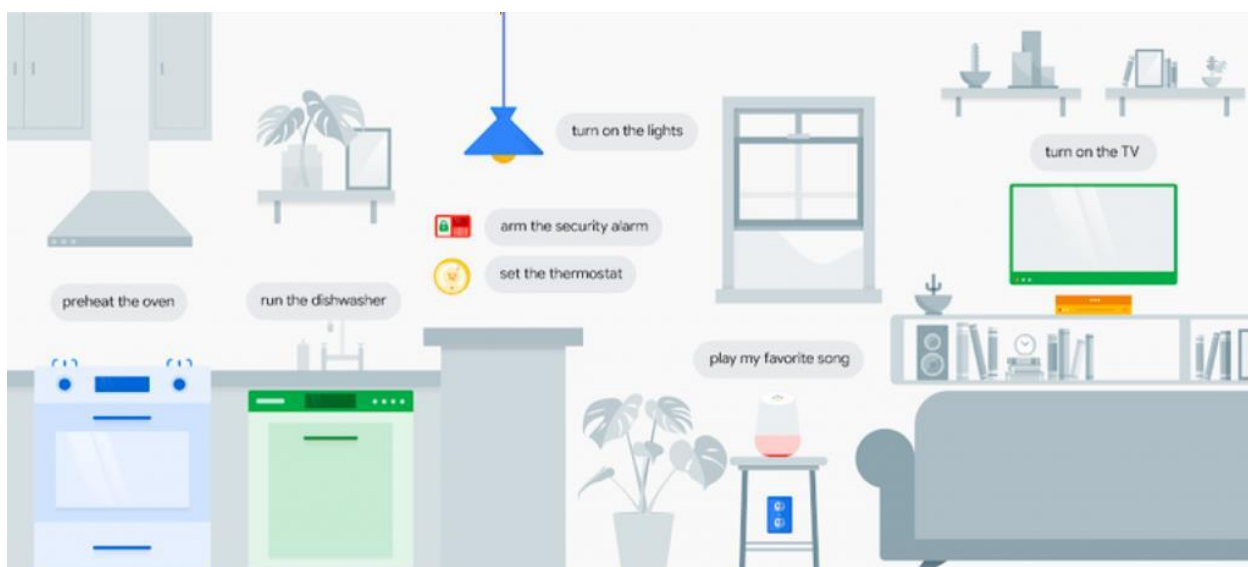 turn on the lights
turn on the TV
arm the security alarm
set the thermostat
preheat the oven
run the dishwasher
play my favorite song